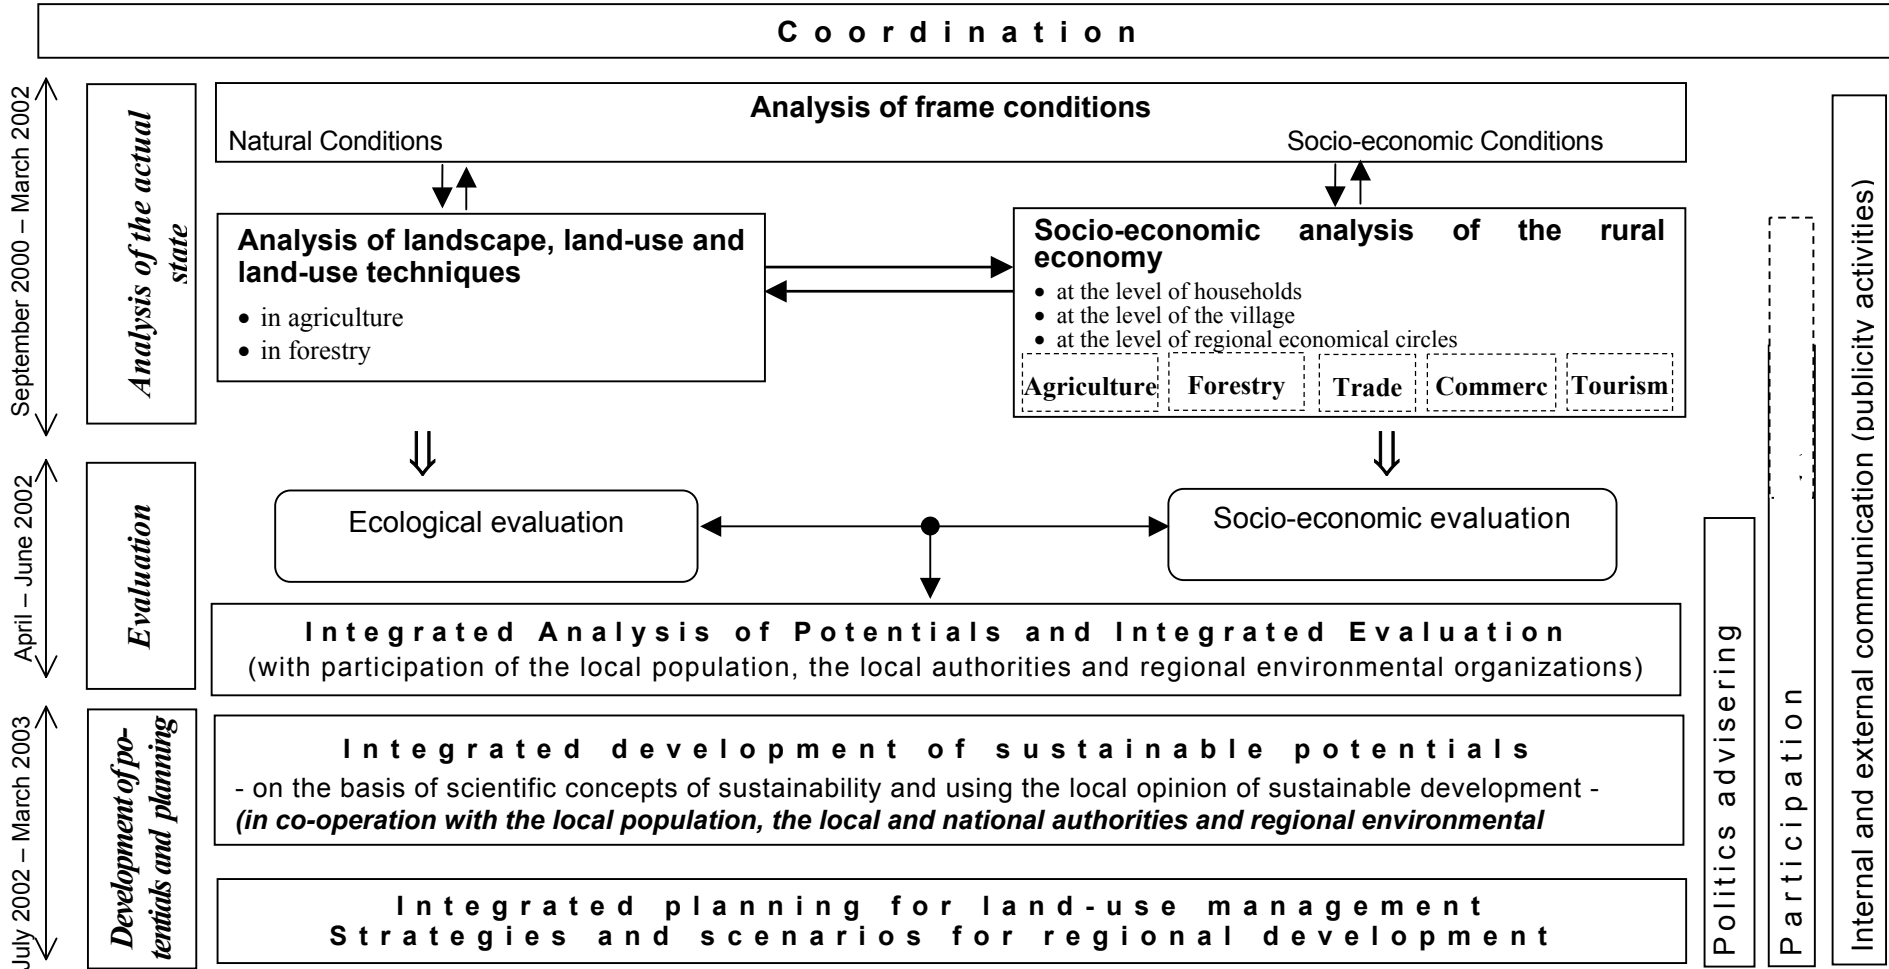 Coordination
September 2000 – March 2002
Analysis of the actual
state
Analysis of frame conditions
Natural Conditions
Socio-economic Conditions
Analysis of landscape, land-use and
land-use techniques
• in agriculture
• in forestry
Socio-economic analysis of the rural
economy
• at the level of households
• at the level of the village
• at the level of regional economical circles
Agriculture
Forestry
Trade
Commerc
Tourism
April – June 2002
Evaluation
Ecological evaluation
Socio-economic evaluation
Integrated Analysis of Potentials and Integrated Evaluation
(with participation of the local population, the local authorities and regional environmental organizations)
July 2002 – March 2003
Development of po-
tentials and planning
Integrated development of sustainable potentials
- on the basis of scientific concepts of sustainability and using the local opinion of sustainable development -
(in co-operation with the local population, the local and national authorities and regional environmental
Integrated planning for land-use management
Strategies and scenarios for regional development
Politics advisering
Participation
Internal and external communication (publicity activities)